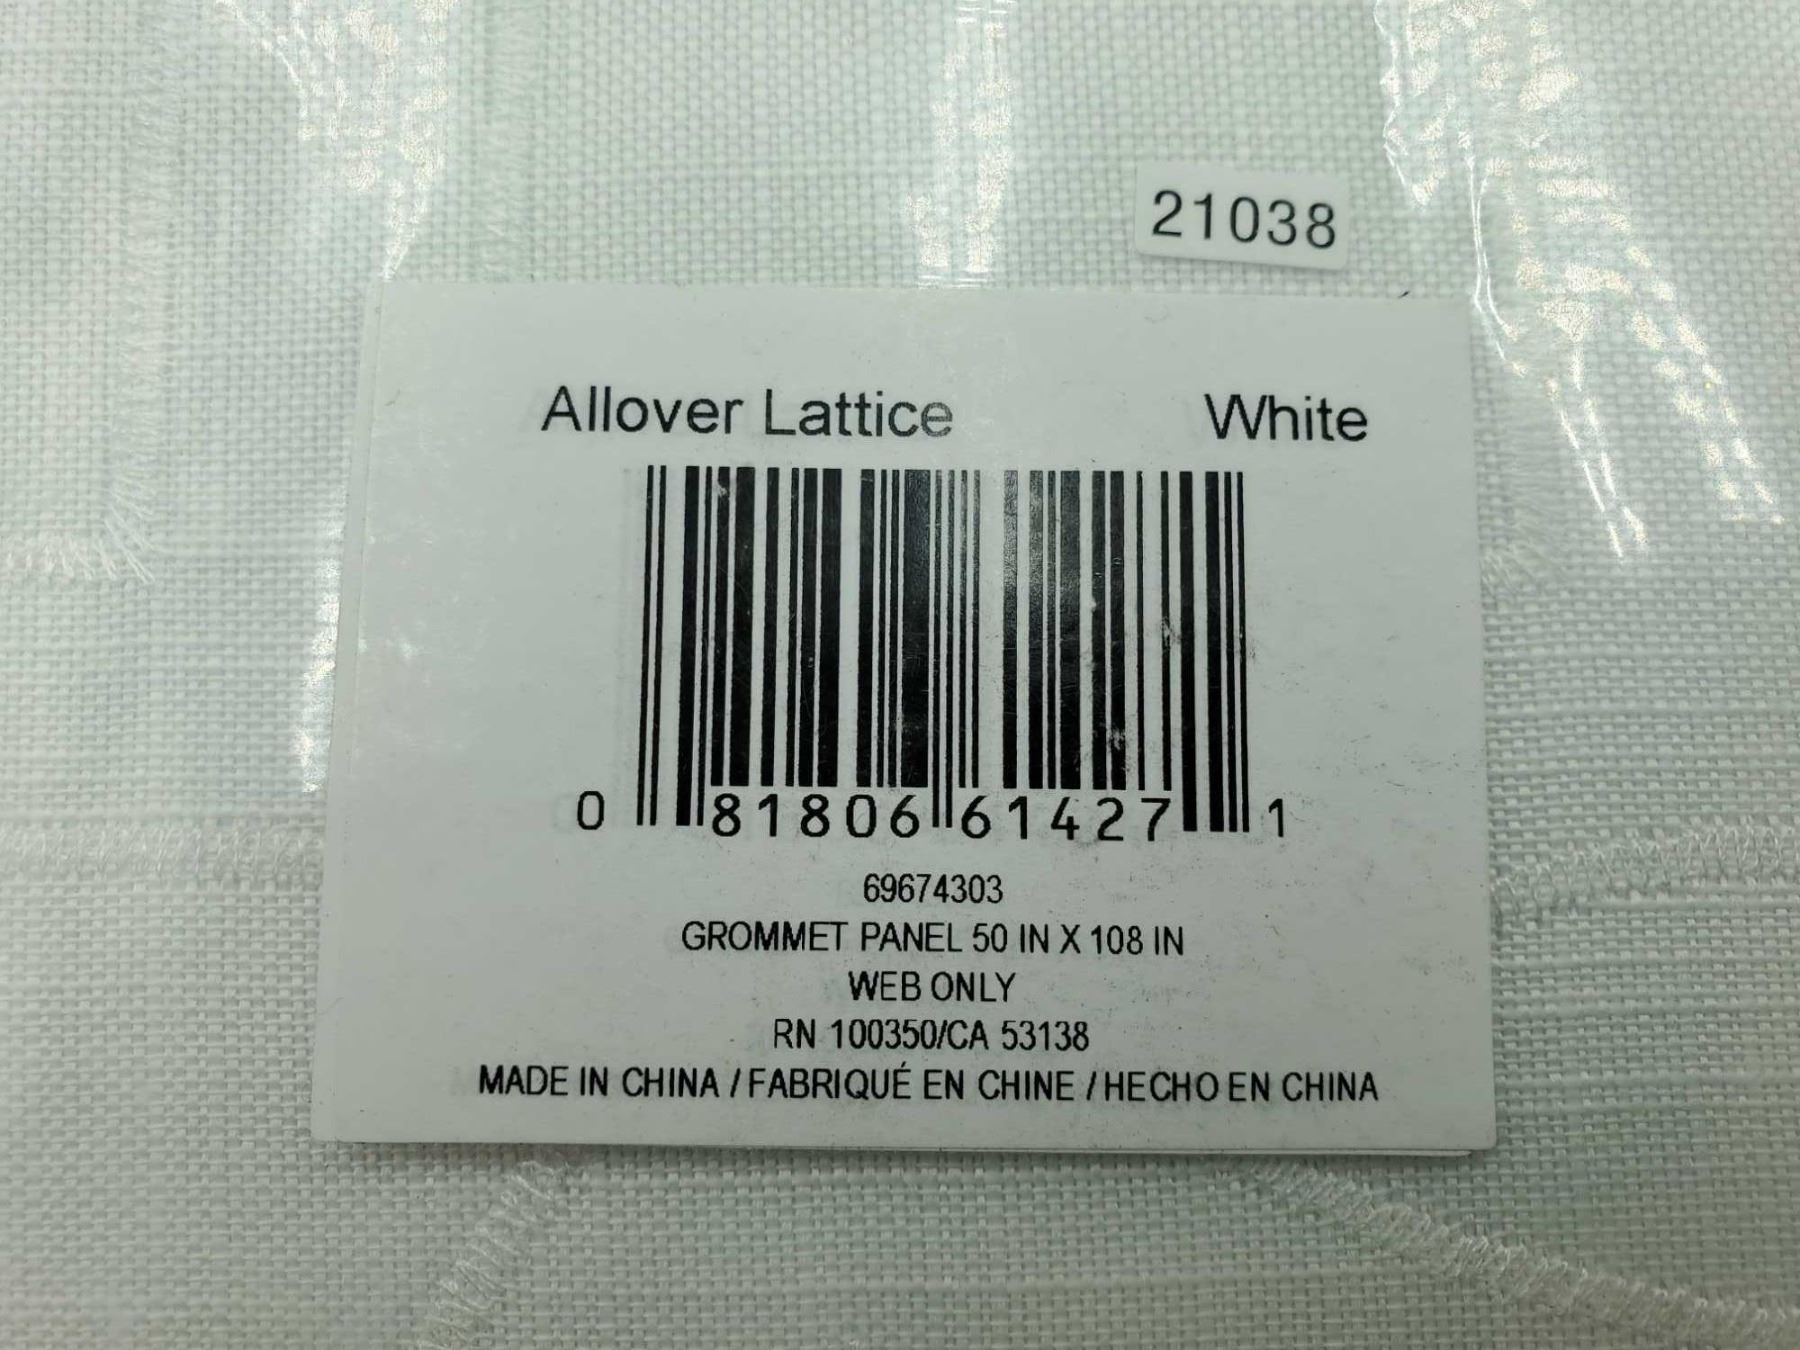 21038
Allover Lattice White
0 81806 61427 1
69674303
GROMMET PANEL 50 IN X 108 IN
WEB ONLY
RN 100350/CA 53138
MADE IN CHINA / FABRIQUÉ EN CHINE / HECHO EN CHINA